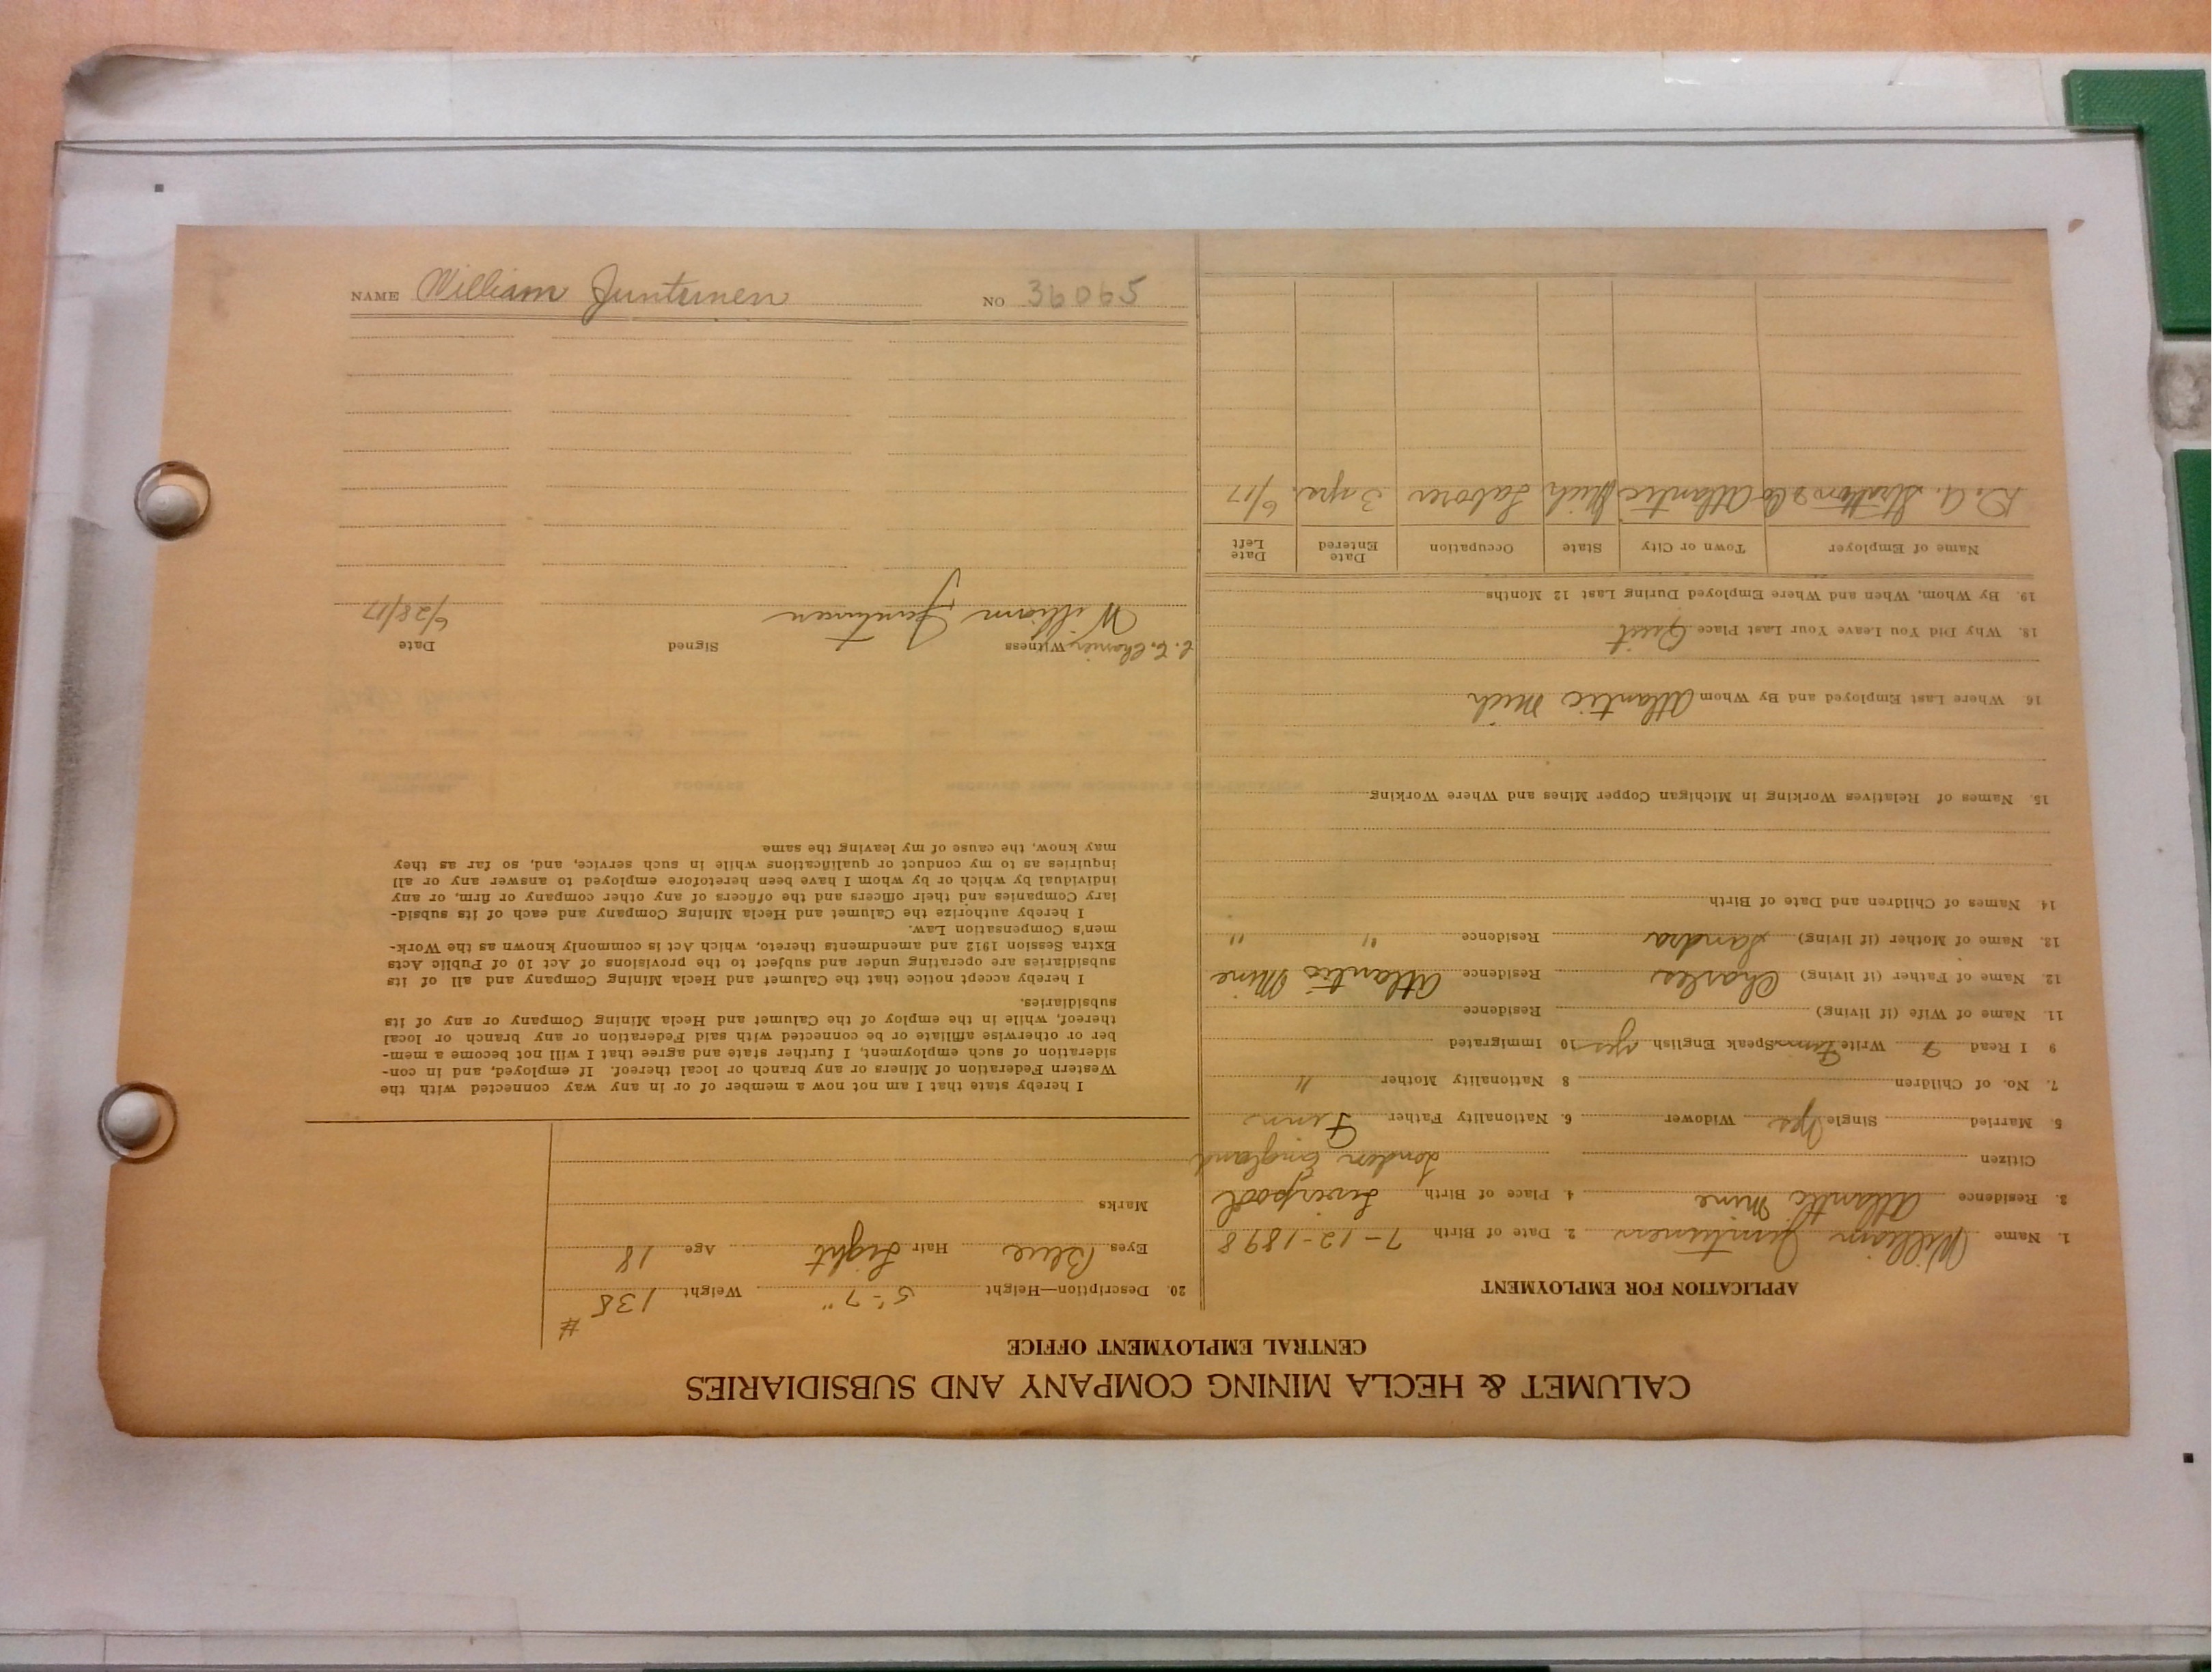 CALUMET & HECLA MINING COMPANY AND SUBSIDIARIES
CENTRAL EMPLOYMENT OFFICE
APPLICATION FOR EMPLOYMENT
1. Name William Juntunen 2. Date of Birth 7-12-1898
3. Residence Atlantic Mine 4. Place of Birth Liverpool
Citizen London England
5. Married Single yes Widower 6. Nationality Father Finn
7. No. of Children 8 Nationality Mother "
9 I Read Write Finn Speak English yes 10 Immigrated
11. Name of Wife (if living) Residence
12. Name of Father (if living) Charles Residence Atlantic Mine
13. Name of Mother (if living) Sandra Residence " "
14. Names of Children and Date of Birth
15. Names of Relatives Working in Michigan Copper Mines and Where Working
16. Where Last Employed and By Whom Atlantic Mich
18. Why Did You Leave Your Last Place Quit
19. By Whom, When and Where Employed During Last 12 Months
Name of Employer Town or City State Occupation Date Entered Date Left
Stratton & Co Atlantic Mich Laborer 3 yrs. 6/17
20. Description—Height 5'-7" Weight 138 #
Eyes Blue Hair Light Age 18
Marks
I hereby state that I am not now a member of or in any way connected with the
Western Federation of Miners or any branch or local thereof. If employed, and in con-
sideration of such employment, I further state and agree that I will not become a mem-
ber or otherwise affiliate or be connected with said Federation or any branch or local
thereof, while in the employ of the Calumet and Hecla Mining Company or any of its
subsidiaries.
I hereby accept notice that the Calumet and Hecla Mining Company and all of its
subsidiaries are operating under and subject to the provisions of Act 10 of Public Acts
Extra Session 1912 and amendments thereto, which Act is commonly known as the Work-
men's Compensation Law.
I hereby authorize the Calumet and Hecla Mining Company and each of its subsid-
iary Companies and their officers and the officers of any other company or firm, or any
individual by which or by whom I have been heretofore employed to answer any or all
inquiries as to my conduct or qualifications while in such service, and, so far as they
may know, the cause of my leaving the same.
Witness Signed Date
William Juntunen 6/28/17
NAME William Juntunen NO 36065